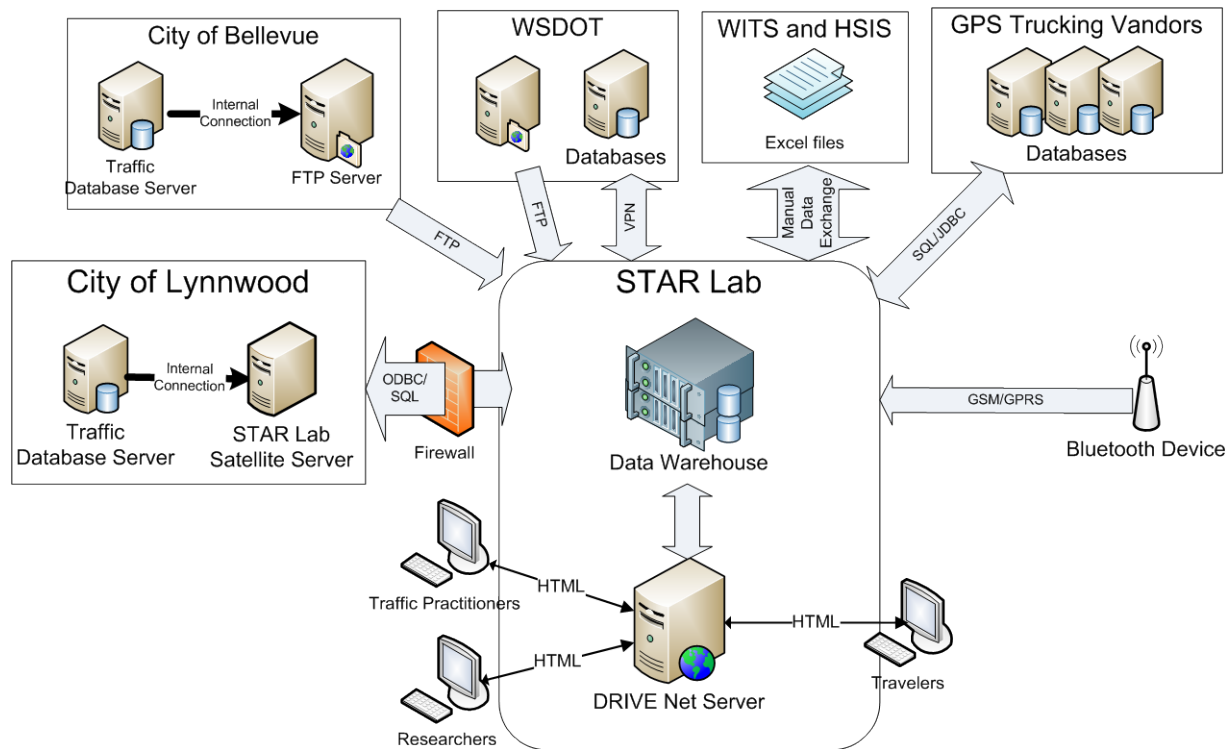 City of Bellevue
Internal
Connection
Traffic
Database Server
FTP Server
WSDOT
Databases
WITS and HSIS
Excel files
GPS Trucking Vandors
Databases
FTP
FTP
VPN
Manual
Data
Exchange
SQL/JDBC
City of Lynnwood
Internal
Connection
Traffic
Database Server
STAR Lab
Satellite Server
ODBC/
SQL
Firewall
STAR Lab
Data Warehouse
GSM/GPRS
Bluetooth Device
Traffic Practitioners
HTML
HTML
HTML
Researchers
DRIVE Net Server
Travelers